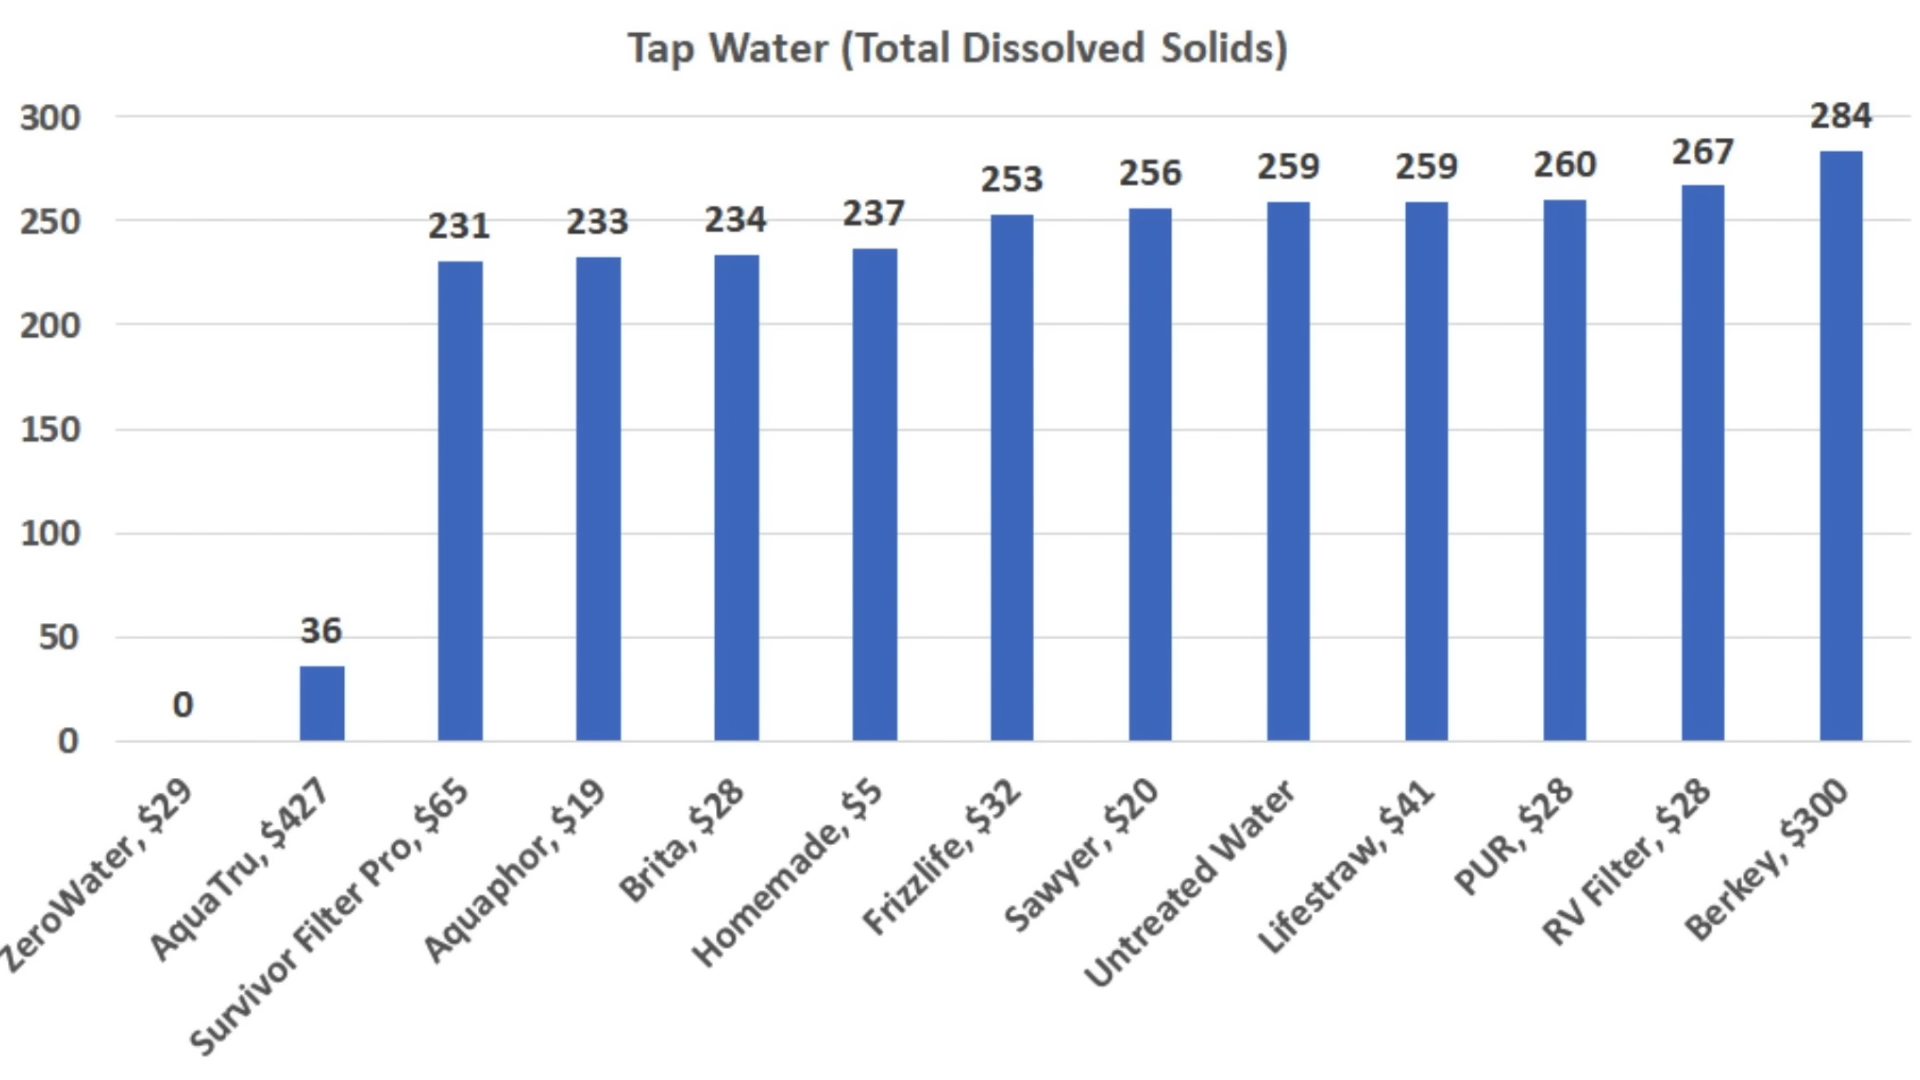 Tap Water (Total Dissolved Solids)
300
250
200
150
100
50
0
0
36
231
233
234
237
253
256
259
259
260
267
284
ZeroWater, $29
AquaTru, $427
Survivor Filter Pro, $65
Aquaphor, $19
Brita, $28
Homemade, $5
Frizzlife, $32
Sawyer, $20
Untreated Water
Lifestraw, $41
PUR, $28
RV Filter, $28
Berkey, $300